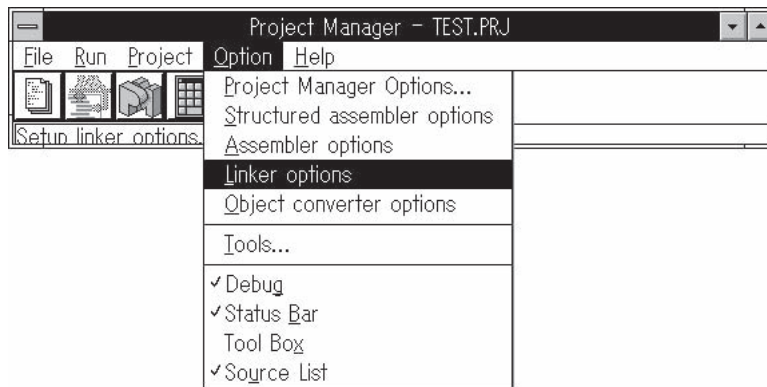 Project Manager - TEST.PRJ
File Run Project Option Help
Setup linker options.
Project Manager Options...
Structured assembler options
Assembler options
Linker options
Object converter options
Tools...
✓Debug
✓Status Bar
Tool Box
✓Source List